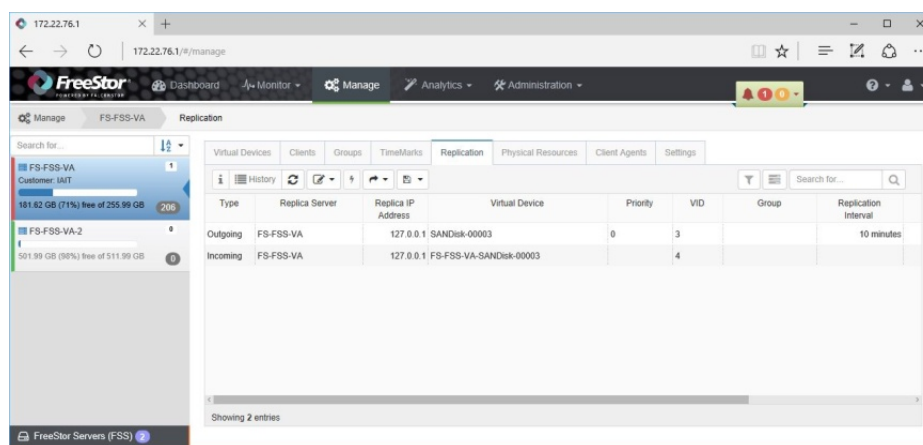 172.22.76.1
172.22.76.1/#/manage
FreeStor
POWERED BY FALCONSTOR
Dashboard Monitor Manage Analytics Administration
1 0
Manage FS-FSS-VA Replication
Search for...
FS-FSS-VA 1
Customer: IAIT
181.62 GB (71%) free of 255.99 GB 206
FS-FSS-VA-2 0
501.99 GB (98%) free of 511.99 GB 0
FreeStor Servers (FSS) 2
Virtual Devices Clients Groups TimeMarks Replication Physical Resources Client Agents Settings
History Search for...
Type Replica Server Replica IP Address Virtual Device Priority VID Group Replication Interval
Outgoing FS-FSS-VA 127.0.0.1 SANDisk-00003 0 3 10 minutes
Incoming FS-FSS-VA 127.0.0.1 FS-FSS-VA-SANDisk-00003 4
Showing 2 entries